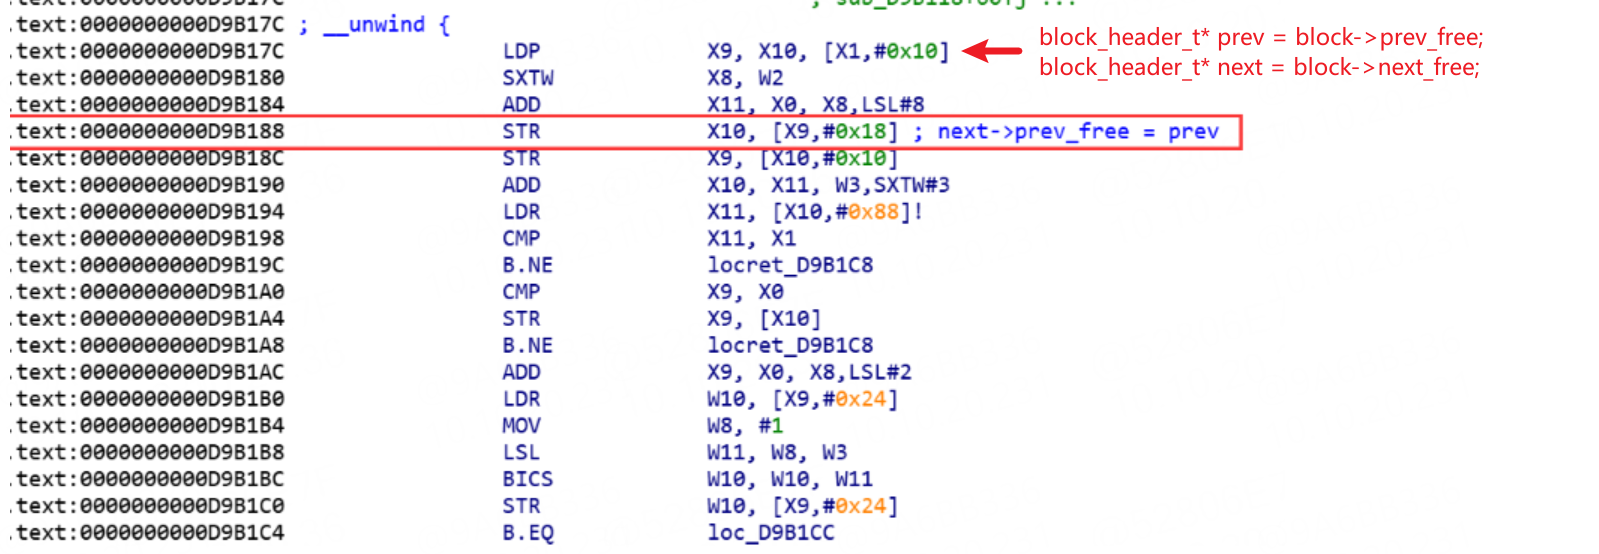 .text:0000000000D9B17C ; sub_D9B118+60↑j ...
.text:0000000000D9B17C ; __unwind {
.text:0000000000D9B17C LDP X9, X10, [X1,#0x10] block_header_t* prev = block->prev_free;
.text:0000000000D9B180 SXTW X8, W2 block_header_t* next = block->next_free;
.text:0000000000D9B184 ADD X11, X0, X8,LSL#8
.text:0000000000D9B188 STR X10, [X9,#0x18] ; next->prev_free = prev
.text:0000000000D9B18C STR X9, [X10,#0x10]
.text:0000000000D9B190 ADD X10, X11, W3,SXTW#3
.text:0000000000D9B194 LDR X11, [X10,#0x88]!
.text:0000000000D9B198 CMP X11, X1
.text:0000000000D9B19C B.NE locret_D9B1C8
.text:0000000000D9B1A0 CMP X9, X0
.text:0000000000D9B1A4 STR X9, [X10]
.text:0000000000D9B1A8 B.NE locret_D9B1C8
.text:0000000000D9B1AC ADD X9, X0, X8,LSL#2
.text:0000000000D9B1B0 LDR W10, [X9,#0x24]
.text:0000000000D9B1B4 MOV W8, #1
.text:0000000000D9B1B8 LSL W11, W8, W3
.text:0000000000D9B1BC BICS W10, W10, W11
.text:0000000000D9B1C0 STR W10, [X9,#0x24]
.text:0000000000D9B1C4 B.EQ loc_D9B1CC